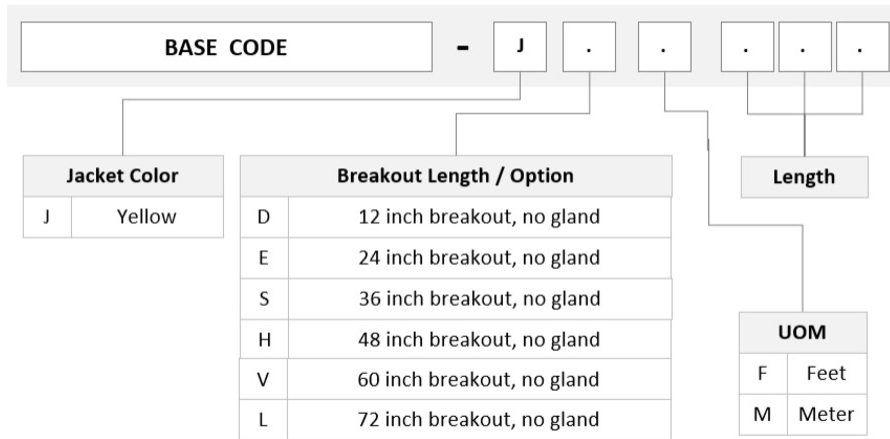 BASE CODE - J . . . . .
Jacket Color
J Yellow
Breakout Length / Option
D 12 inch breakout, no gland
E 24 inch breakout, no gland
S 36 inch breakout, no gland
H 48 inch breakout, no gland
V 60 inch breakout, no gland
L 72 inch breakout, no gland
Length
UOM
F Feet
M Meter